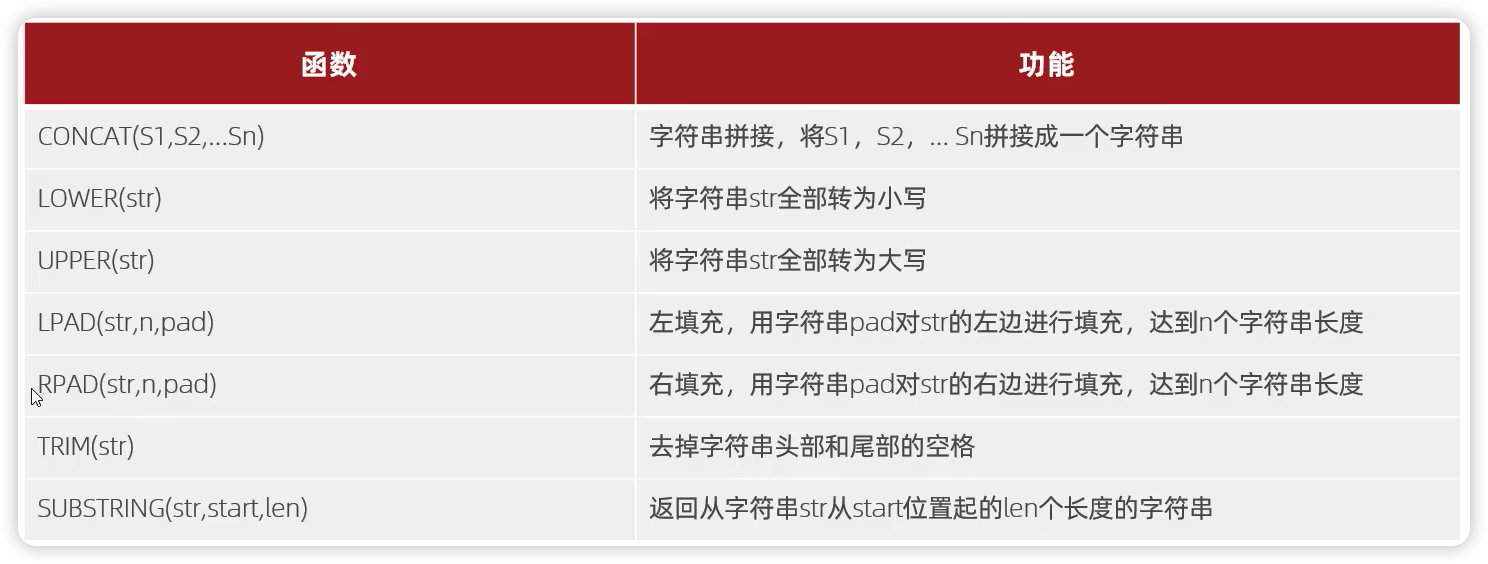 函数
功能
CONCAT(S1,S2,...Sn)
字符串拼接，将S1，S2，... Sn拼接成一个字符串
LOWER(str)
将字符串str全部转为小写
UPPER(str)
将字符串str全部转为大写
LPAD(str,n,pad)
左填充，用字符串pad对str的左边进行填充，达到n个字符串长度
RPAD(str,n,pad)
右填充，用字符串pad对str的右边进行填充，达到n个字符串长度
TRIM(str)
去掉字符串头部和尾部的空格
SUBSTRING(str,start,len)
返回从字符串str从start位置起的len个长度的字符串